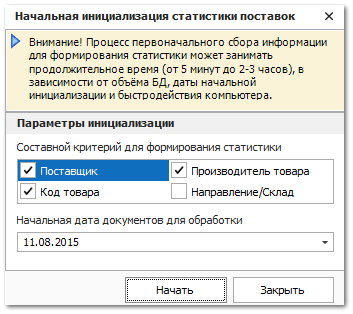 Начальная инициализация статистики поставок
Внимание! Процесс первоначального сбора информации
для формирования статистики может занимать
продолжительное время (от 5 минут до 2-3 часов), в
зависимости от объёма БД, даты начальной
инициализации и быстродействия компьютера.
Параметры инициализации
Составной критерий для формирования статистики
Поставщик Производитель товара
Код товара Направление/Склад
Начальная дата документов для обработки
11.08.2015
Начать Закрыть